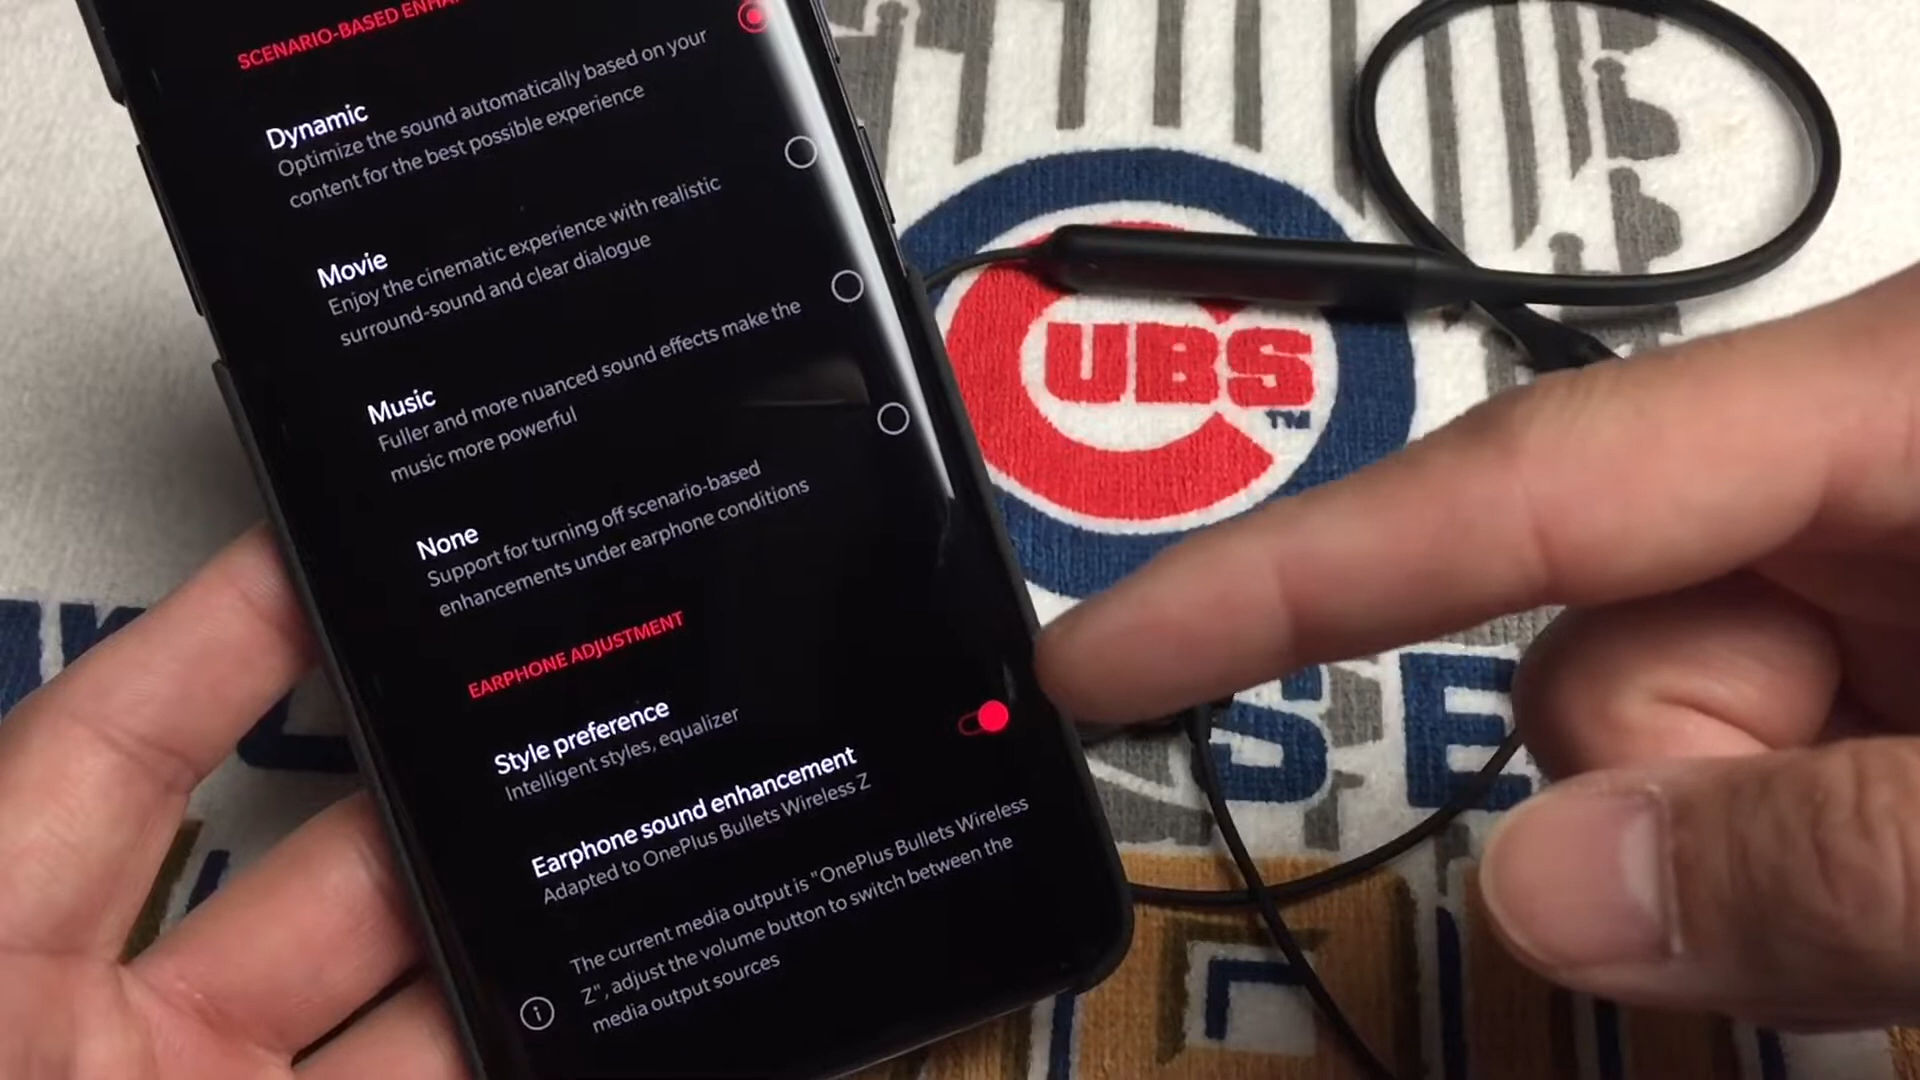 SCENARIO-BASED
Dynamic
Optimize the sound automatically based on your
content for the best possible experience
Movie
Enjoy the cinematic experience with realistic
surround-sound and clear dialogue
Music
Fuller and more nuanced sound effects make the
music more powerful
None
Support for turning off scenario-based
enhancements under earphone conditions
EARPHONE ADJUSTMENT
Style preference
Intelligent styles, equalizer
Earphone sound enhancement
Adapted to OnePlus Bullets Wireless Z
The current media output is "OnePlus Bullets Wireless
Z", adjust the volume button to switch between the
media output sources
CUBS
TM